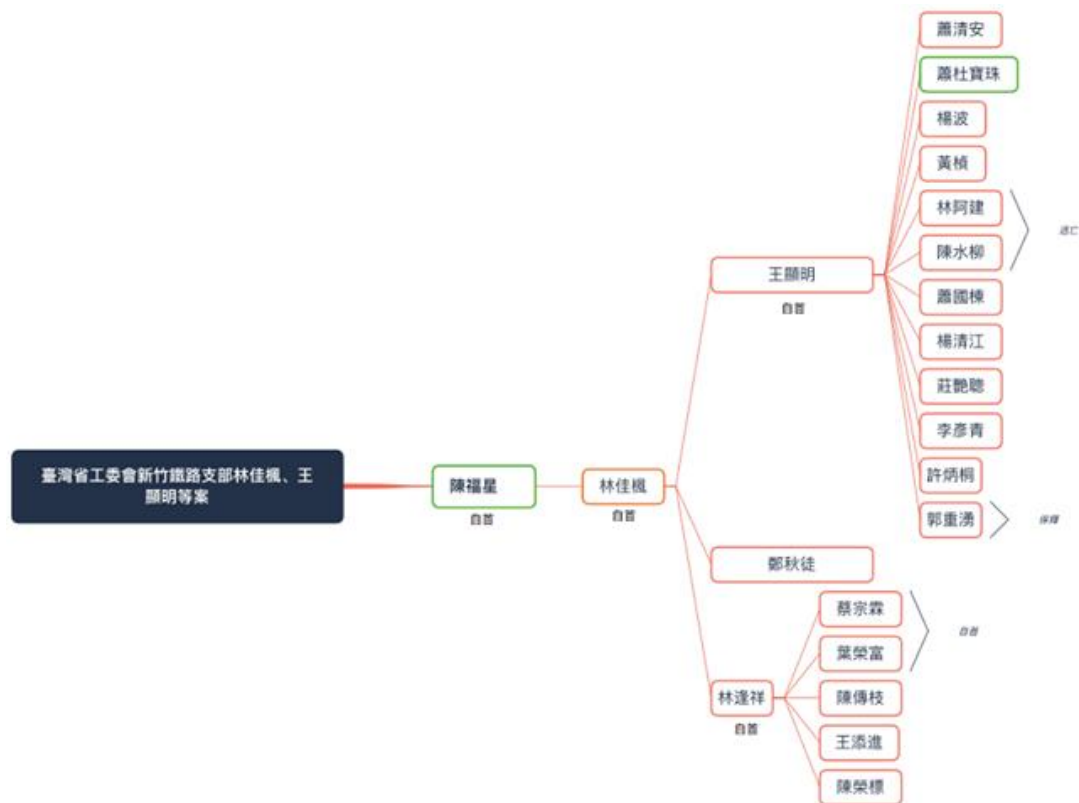 臺灣省工委會新竹鐵路支部林佳楓、王
顯明等案
陳福星
自首
林佳楓
自首
王顯明
自首
蕭清安
蕭杜寶珠
楊波
黃楨
林阿建
陳水柳
逃亡
蕭國棟
楊清江
莊艷聰
李彥青
許炳桐
郭重湧
保釋
鄭秋徒
林逢祥
自首
蔡宗霖
葉榮富
自首
陳傳枝
王添進
陳榮標